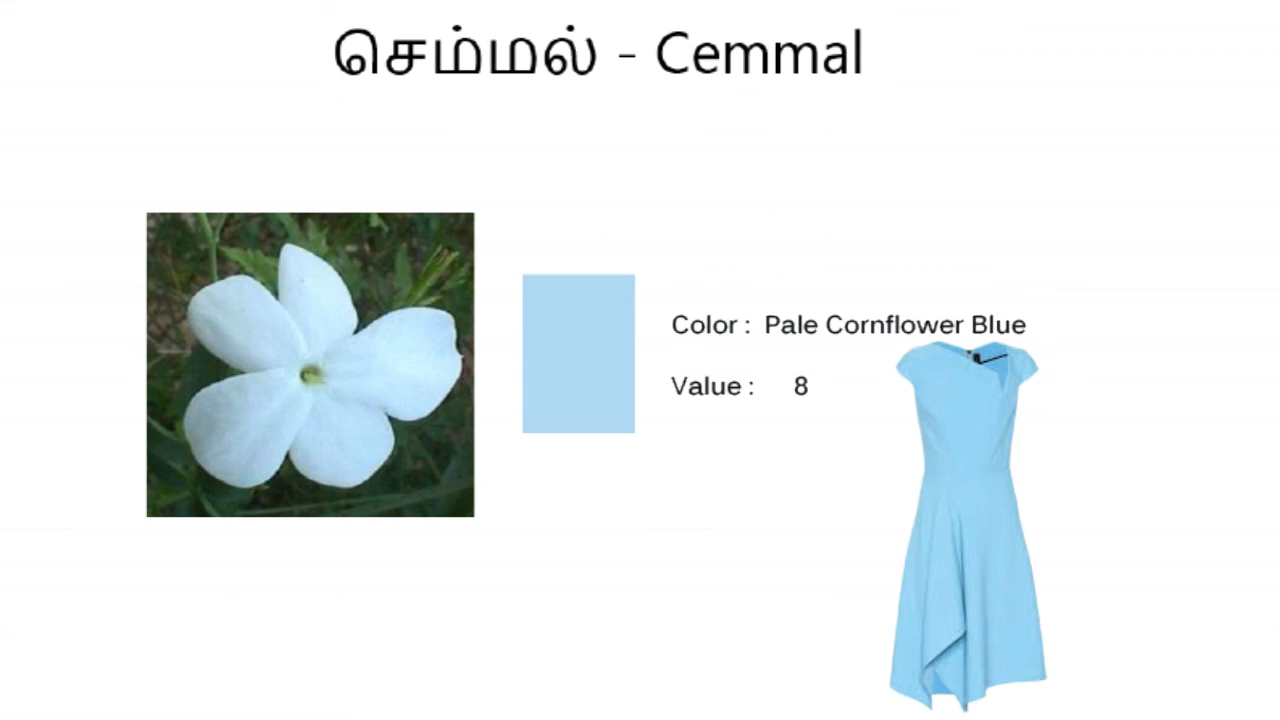 செம்மல் - Cemmal
Color : Pale Cornflower Blue
Value : 8